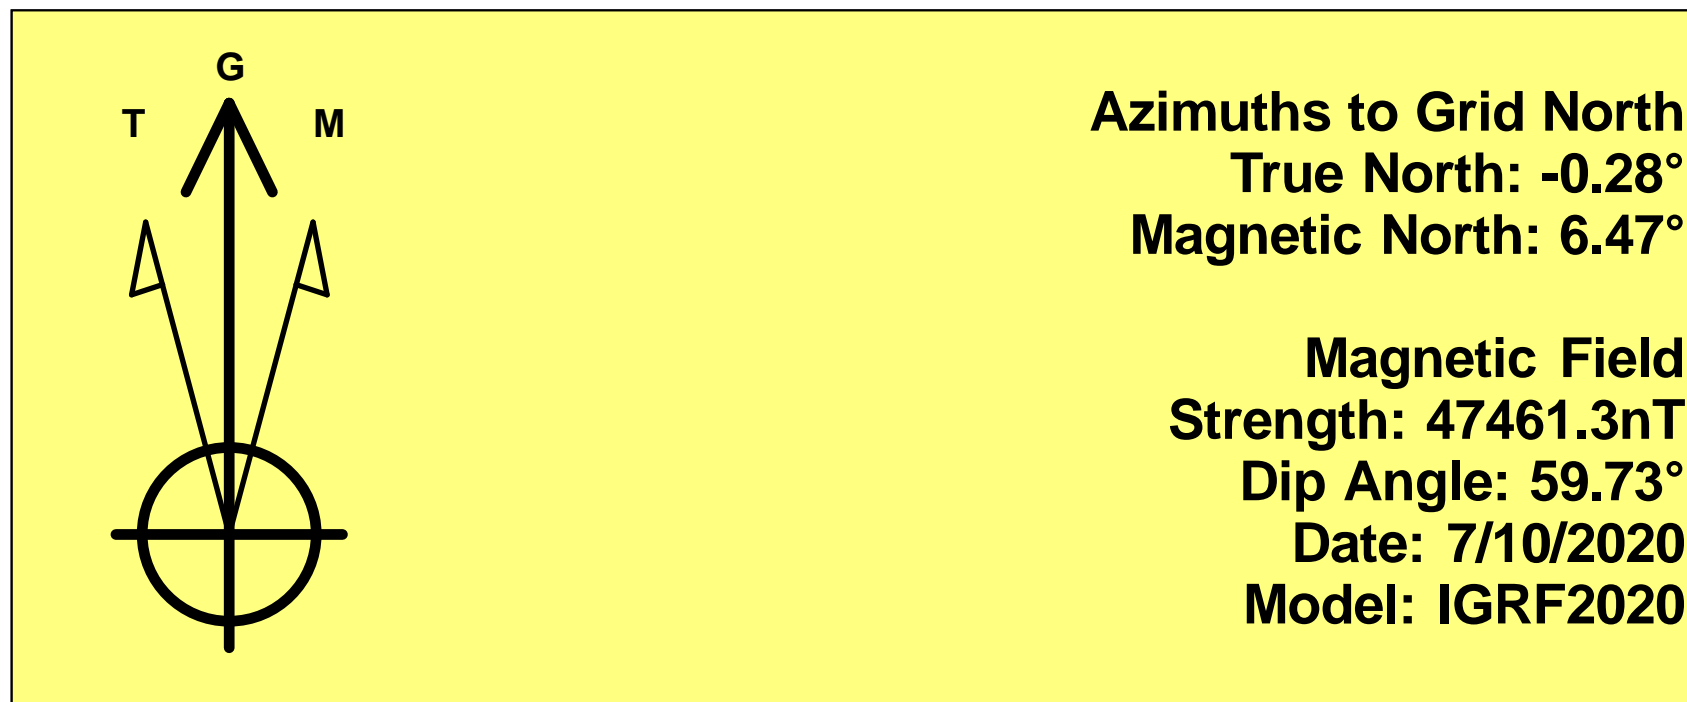 G
T M
Azimuths to Grid North
True North: -0.28°
Magnetic North: 6.47°
Magnetic Field
Strength: 47461.3nT
Dip Angle: 59.73°
Date: 7/10/2020
Model: IGRF2020